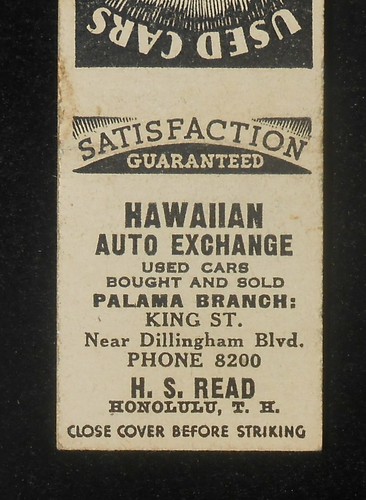 USED CARS
SATISFACTION
GUARANTEED
HAWAIIAN
AUTO EXCHANGE
USED CARS
BOUGHT AND SOLD
PALAMA BRANCH:
KING ST.
Near Dillingham Blvd.
PHONE 8200
H. S. READ
HONOLULU, T. H.
CLOSE COVER BEFORE STRIKING